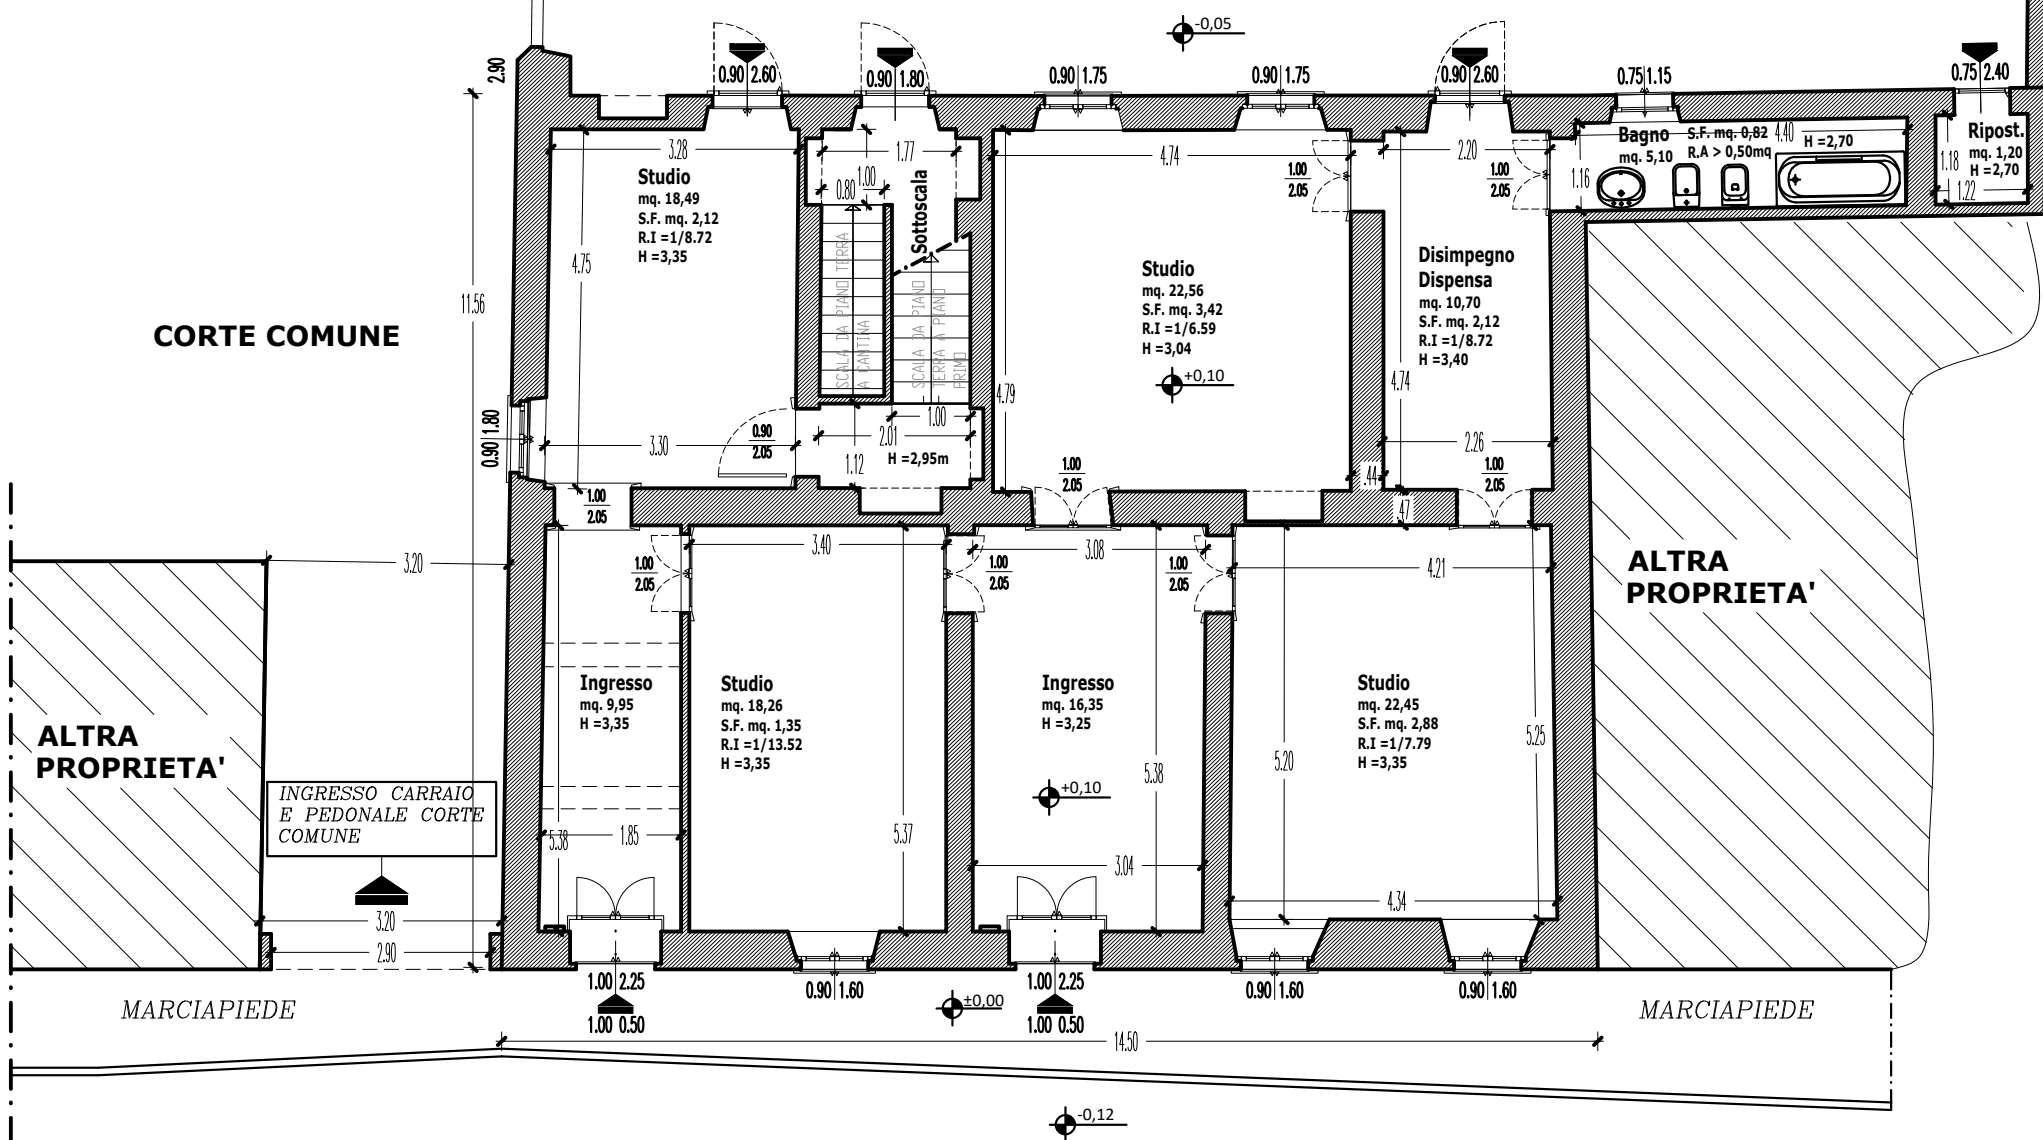 -0,05
2.90
0.90 2.60
0.90 1.80
0.90 1.75
0.90 1.75
0.90 2.60
0.75 1.15
0.75 2.40
3.28
Studio
mq. 18,49
S.F. mq. 2,12
R.I =1/8.72
H =3,35
4.75
1.77
1.00
0.80
Sottoscala
SCALA DA PIANO TERRA
A CANTINA
SCALA DA PIANO
TERRA A PIANO
PRIMO
4.74
1.00
2.05
Studio
mq. 22,56
S.F. mq. 3,42
R.I =1/6.59
H =3,04
+0,10
4.79
2.20
1.00
2.05
Disimpegno
Dispensa
mq. 10,70
S.F. mq. 2,12
R.I =1/8.72
H =3,40
4.74
2.26
Bagno
mq. 5,10
S.F. mq. 0,82
R.A > 0,50mq
4.40
H =2,70
1.16
Ripost.
mq. 1,20
H =2,70
1.18
1.22
11.56
CORTE COMUNE
0.90 1.80
3.30
0.90
2.05
2.01
1.00
H =2,95m
1.12
1.00
2.05
1.00
2.05
.44
1.00
2.05
.47
3.20
1.00
2.05
3.40
1.00
2.05
3.08
1.00
2.05
4.21
ALTRA
PROPRIETA'
Ingresso
mq. 9,95
H =3,35
Studio
mq. 18,26
S.F. mq. 1,35
R.I =1/13.52
H =3,35
Ingresso
mq. 16,35
H =3,25
Studio
mq. 22,45
S.F. mq. 2,88
R.I =1/7.79
H =3,35
ALTRA
PROPRIETA'
INGRESSO CARRAIO
E PEDONALE CORTE
COMUNE
5.38
1.85
5.37
+0,10
5.38
3.04
5.20
5.25
4.34
3.20
2.90
MARCIAPIEDE
1.00 2.25
1.00 0.50
0.90 1.60
±0,00
1.00 2.25
1.00 0.50
0.90 1.60
0.90 1.60
MARCIAPIEDE
14.50
-0,12